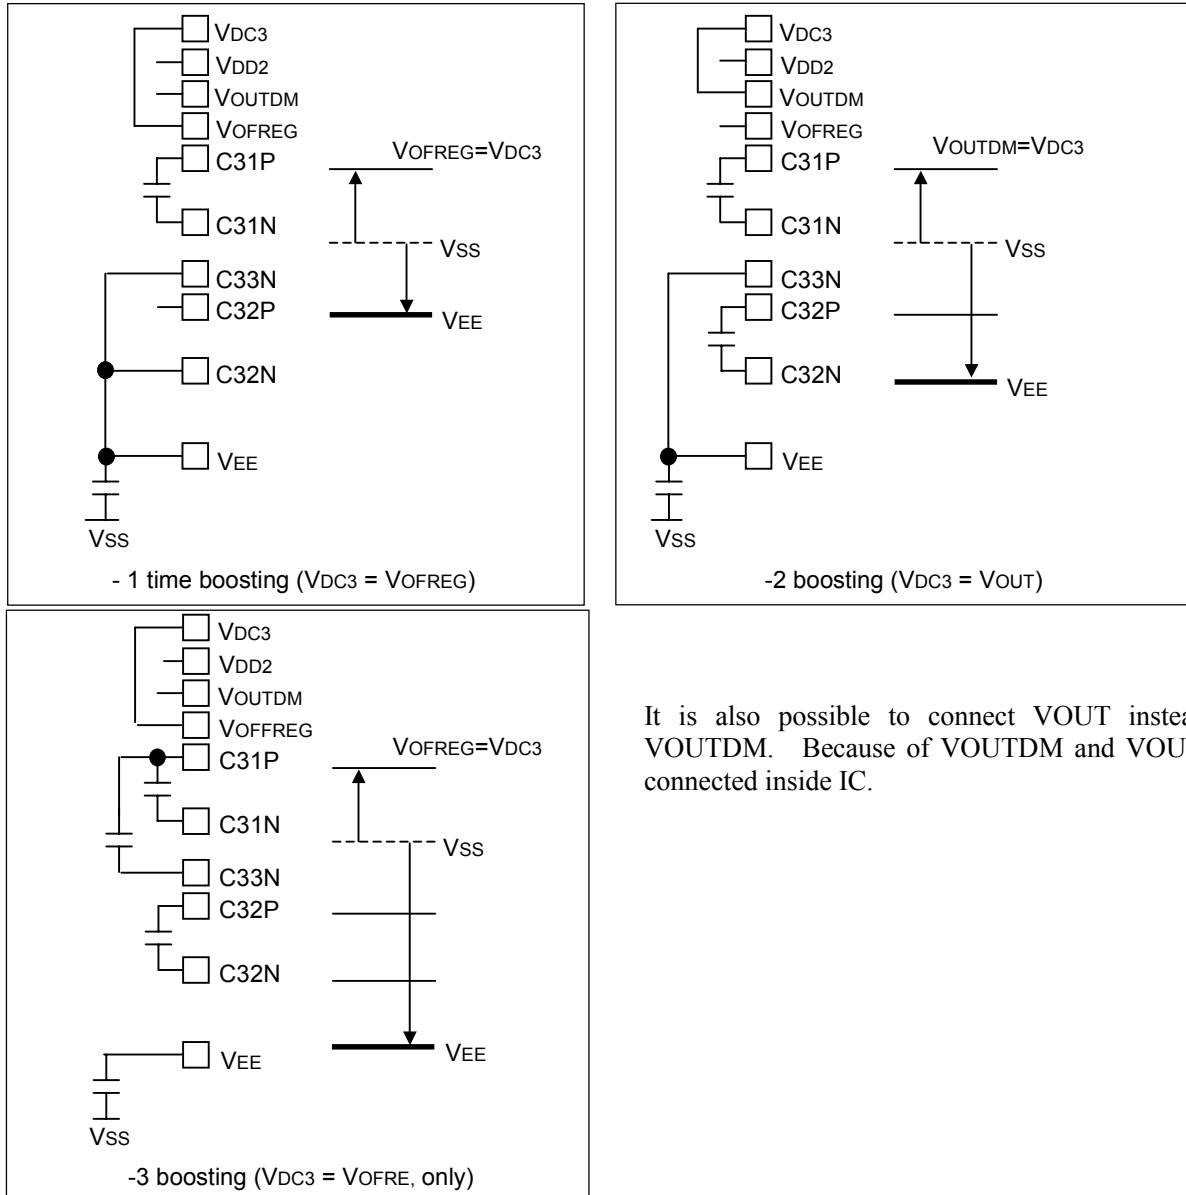 VDC3
VDD2
VOUTDM
VOFREG
C31P
C31N
C33N
C32P
C32N
VEE
VSS
VOFREG=VDC3
VSS
VEE
- 1 time boosting (VDC3 = VOFREG)
VDC3
VDD2
VOUTDM
VOFREG
C31P
C31N
C33N
C32P
C32N
VEE
VSS
VOUTDM=VDC3
VSS
VEE
-2 boosting (VDC3 = VOUT)
VDC3
VDD2
VOUTDM
VOFFREG
C31P
C31N
C33N
C32P
C32N
VEE
VSS
VOFREG=VDC3
VSS
VEE
-3 boosting (VDC3 = VOFRE, only)
It is also possible to connect VOUT instea
VOUTDM. Because of VOUTDM and VOU
connected inside IC.